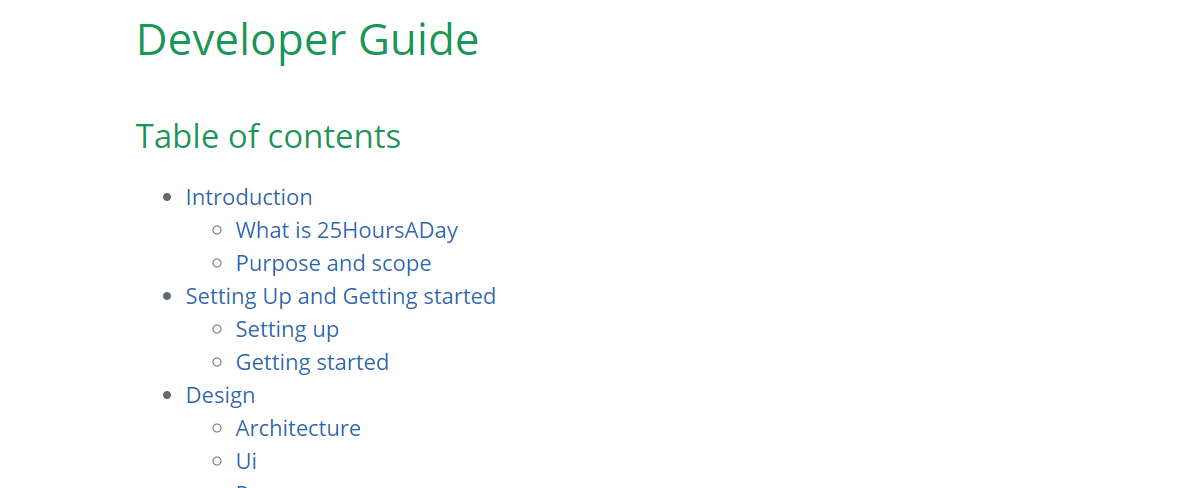 Developer Guide
Table of contents
Introduction
What is 25HoursADay
Purpose and scope
Setting Up and Getting started
Setting up
Getting started
Design
Architecture
Ui